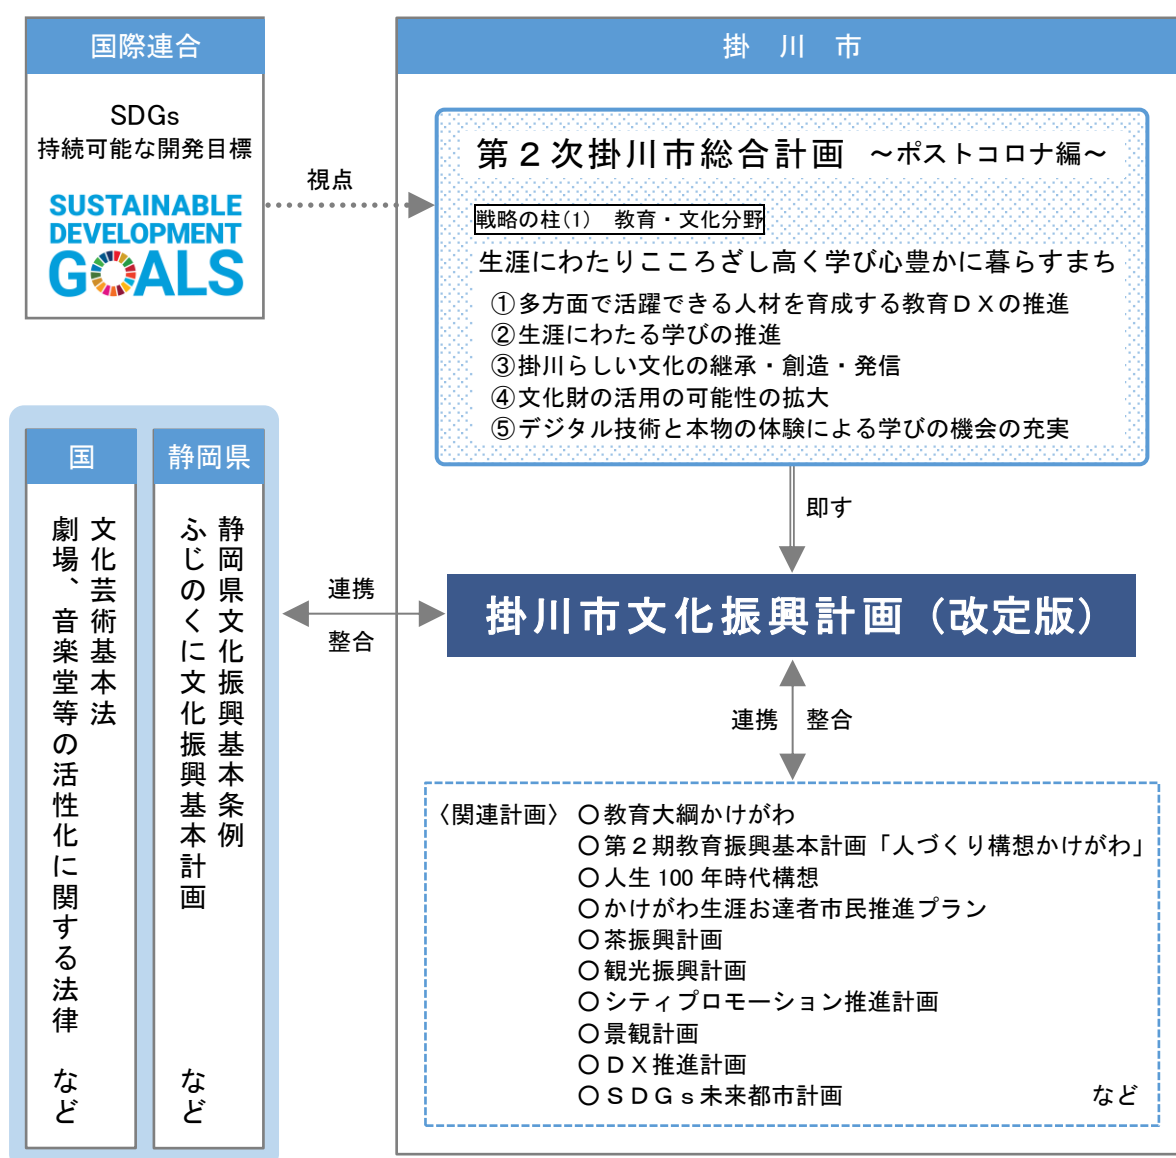 国際連合
SDGs
持続可能な開発目標
SUSTAINABLE
DEVELOPMENT
GOALS
視点
掛川市
第２次掛川市総合計画 ～ポストコロナ編～
戦略の柱(1) 教育・文化分野
生涯にわたりこころざし高く学び心豊かに暮らすまち
①多方面で活躍できる人材を育成する教育ＤＸの推進
②生涯にわたる学びの推進
③掛川らしい文化の継承・創造・発信
④文化財の活用の可能性の拡大
⑤デジタル技術と本物の体験による学びの機会の充実
即す
国
文化芸術基本法
劇場、音楽堂等の活性化に関する法律 など
静岡県
静岡県文化振興基本条例
ふじのくに文化振興基本計画 など
連携
整合
掛川市文化振興計画（改定版）
連携 整合
〈関連計画〉 〇教育大綱かけがわ
〇第２期教育振興基本計画「人づくり構想かけがわ」
〇人生 100 年時代構想
〇かけがわ生涯お達者市民推進プラン
〇茶振興計画
〇観光振興計画
〇シティプロモーション推進計画
〇景観計画
〇ＤＸ推進計画
〇ＳＤＧｓ未来都市計画 など